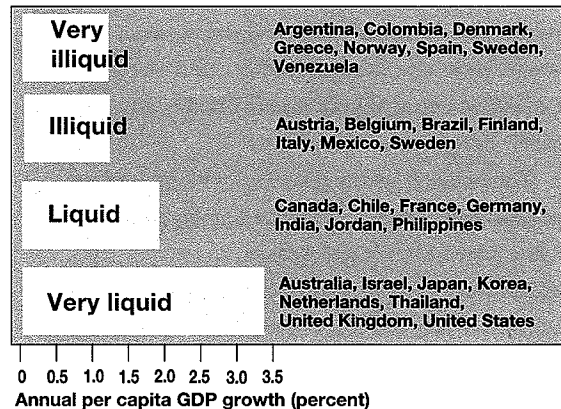 Very
illiquid
Argentina, Colombia, Denmark,
Greece, Norway, Spain, Sweden,
Venezuela
Illiquid
Austria, Belgium, Brazil, Finland,
Italy, Mexico, Sweden
Liquid
Canada, Chile, France, Germany,
India, Jordan, Philippines
Very liquid
Australia, Israel, Japan, Korea,
Netherlands, Thailand,
United Kingdom, United States
0 0.5 1.0 1.5 2.0 2.5 3.0 3.5
Annual per capita GDP growth (percent)